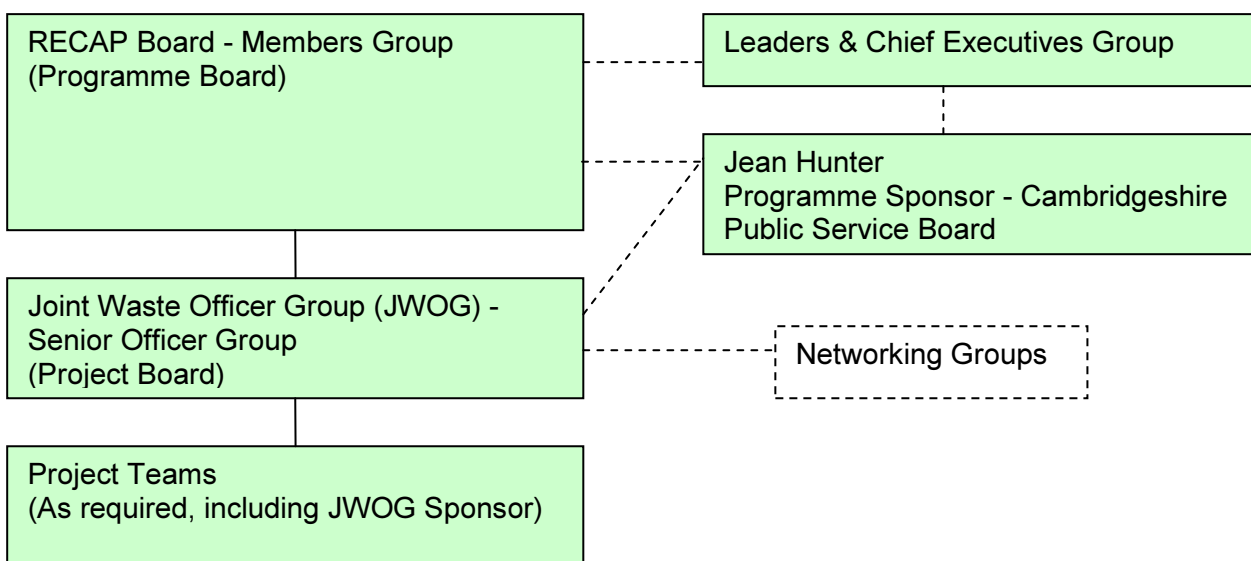 RECAP Board - Members Group
(Programme Board)
Leaders & Chief Executives Group
Jean Hunter
Programme Sponsor - Cambridgeshire
Public Service Board
Joint Waste Officer Group (JWOG) -
Senior Officer Group
(Project Board)
Networking Groups
Project Teams
(As required, including JWOG Sponsor)